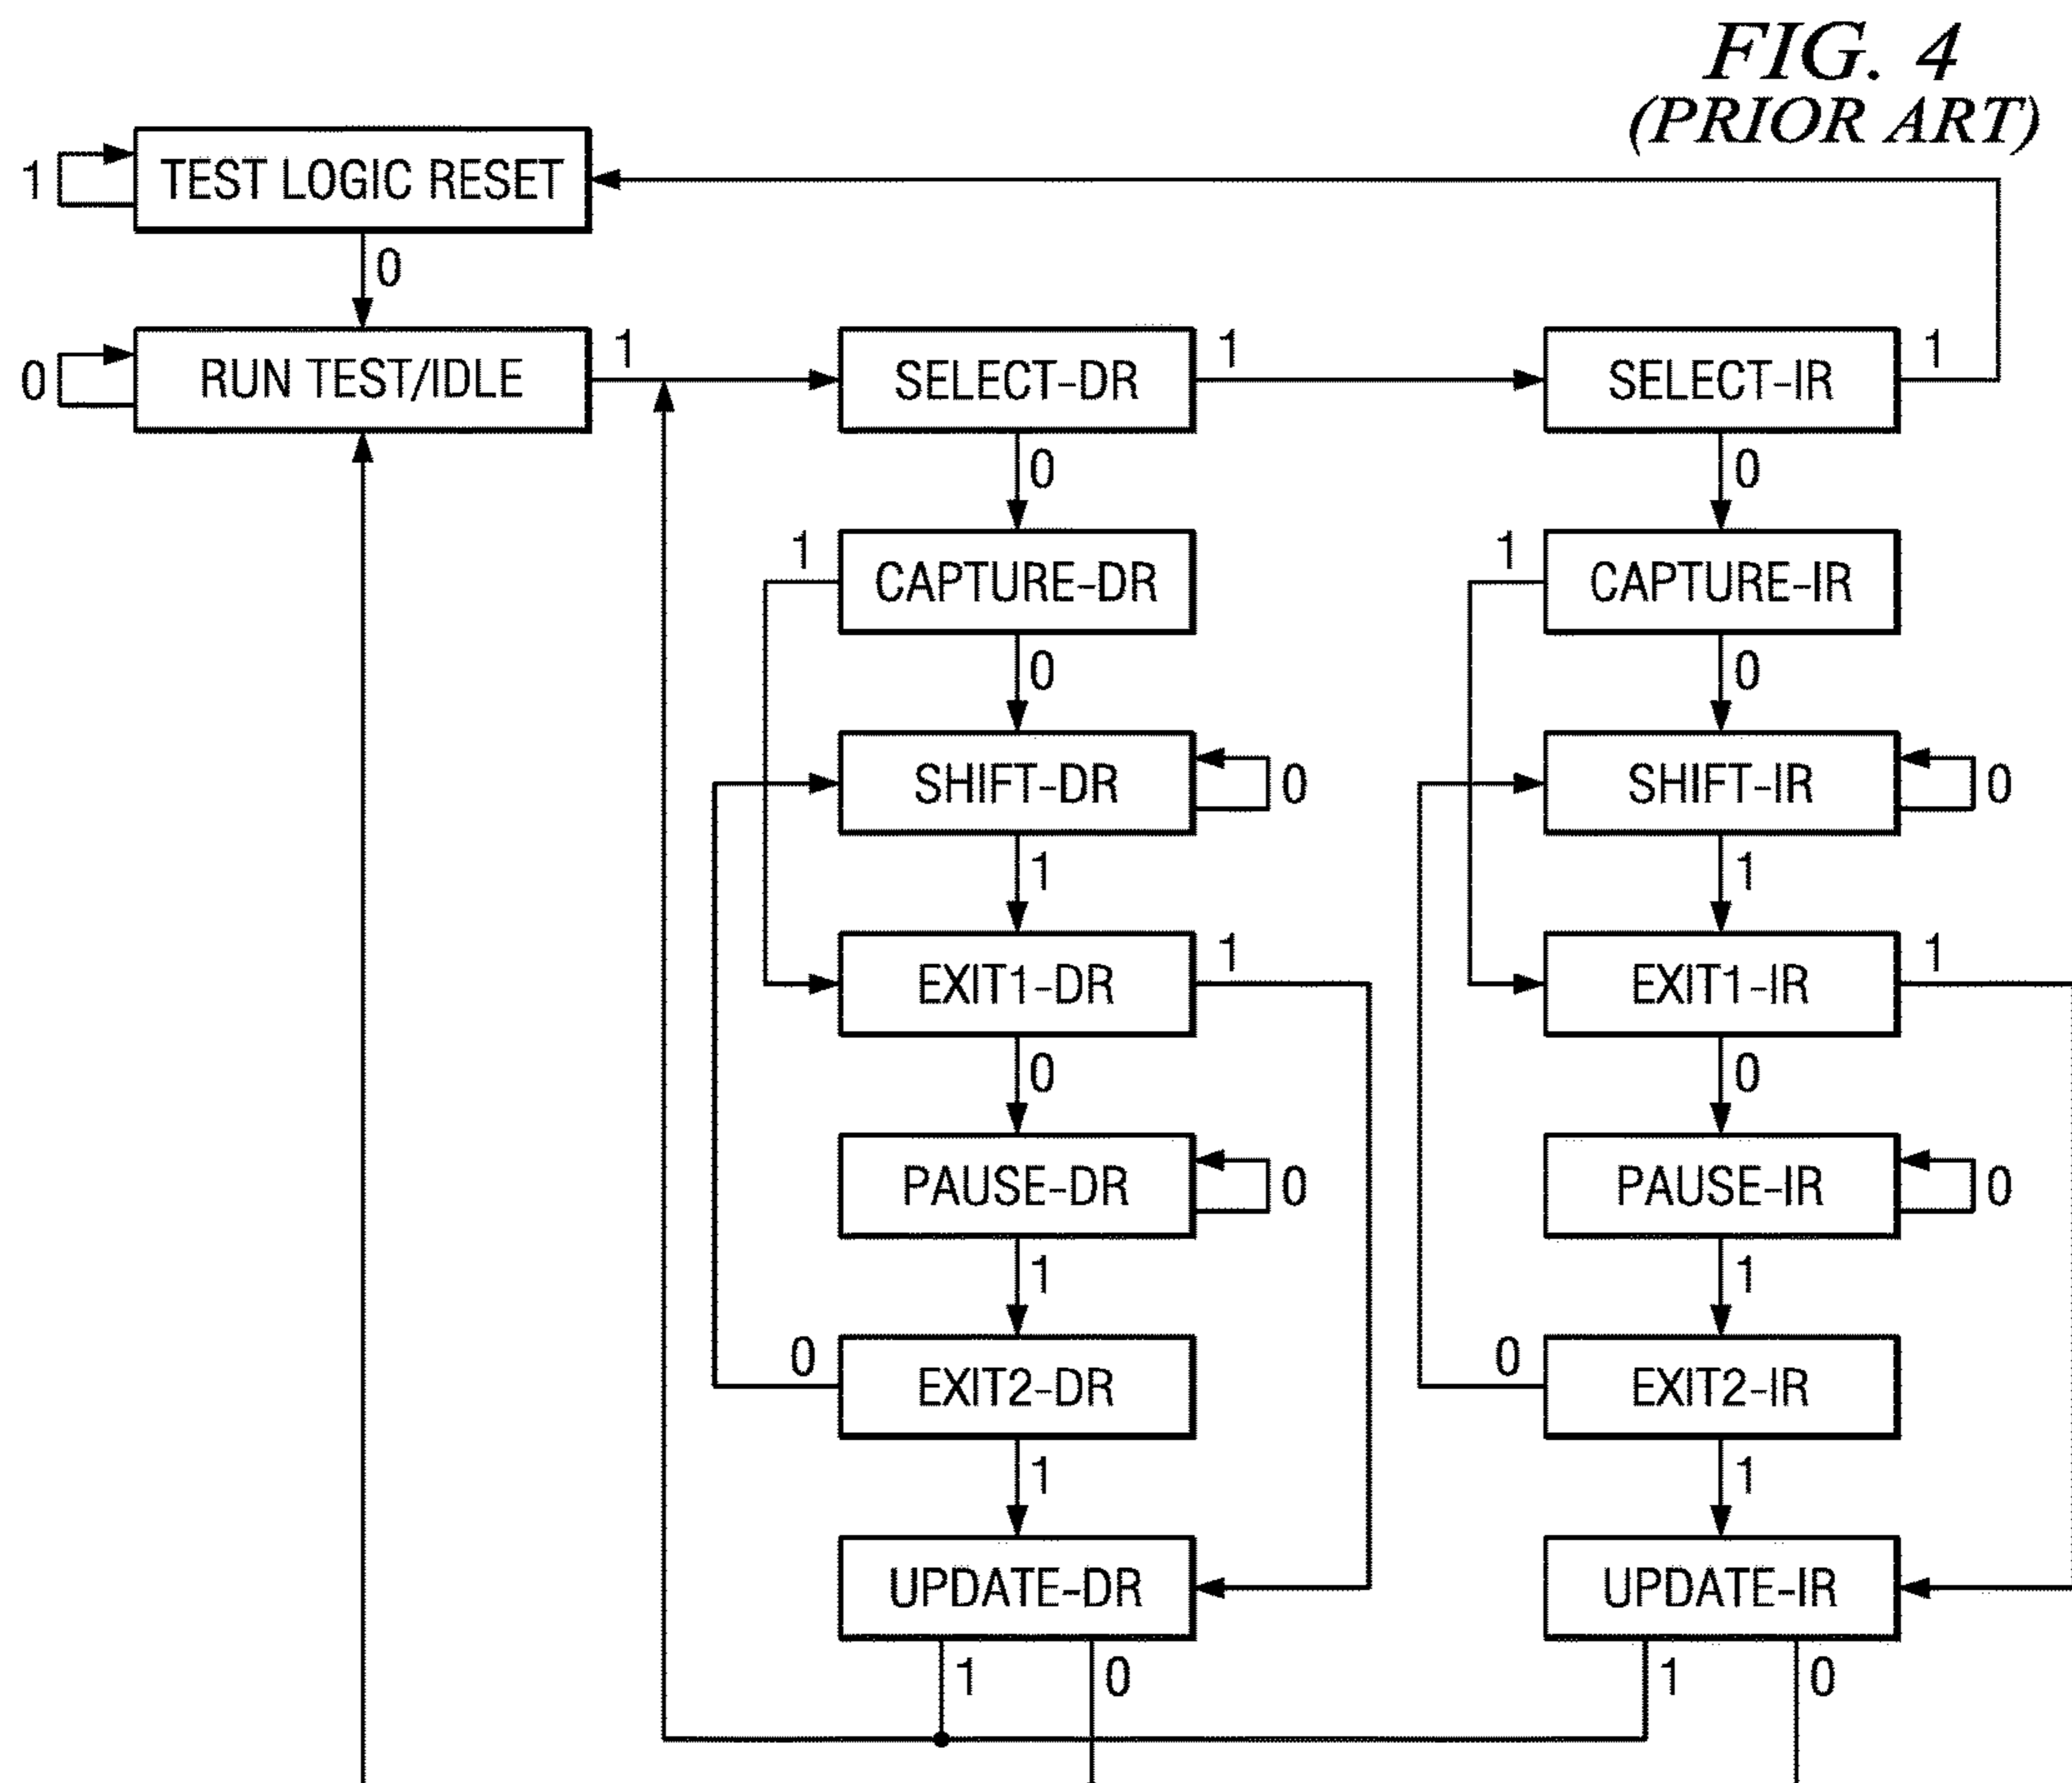 FIG. 4
(PRIOR ART)
1
TEST LOGIC RESET
0
0
RUN TEST/IDLE
1
SELECT-DR
1
SELECT-IR
1
0
0
1
CAPTURE-DR
1
CAPTURE-IR
0
0
SHIFT-DR
0
SHIFT-IR
0
1
1
EXIT1-DR
1
EXIT1-IR
1
0
0
PAUSE-DR
0
PAUSE-IR
0
1
1
0
EXIT2-DR
0
EXIT2-IR
1
1
UPDATE-DR
UPDATE-IR
1
0
1
0